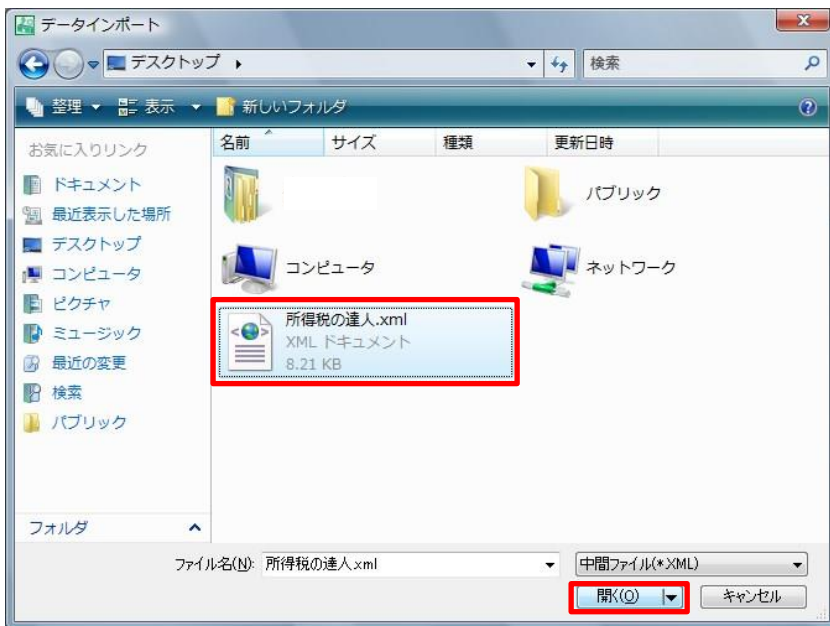 データインポート
デスクトップ
検索
整理 表示 新しいフォルダ
名前 サイズ 種類 更新日時
お気に入りリンク
ドキュメント
最近表示した場所
デスクトップ
コンピュータ
ピクチャ
ミュージック
最近の変更
検索
パブリック
フォルダ
パブリック
コンピュータ
ネットワーク
所得税の達人.xml
XML ドキュメント
8.21 KB
ファイル名(N): 所得税の達人.xml
中間ファイル(*.XML)
開く(O)
キャンセル